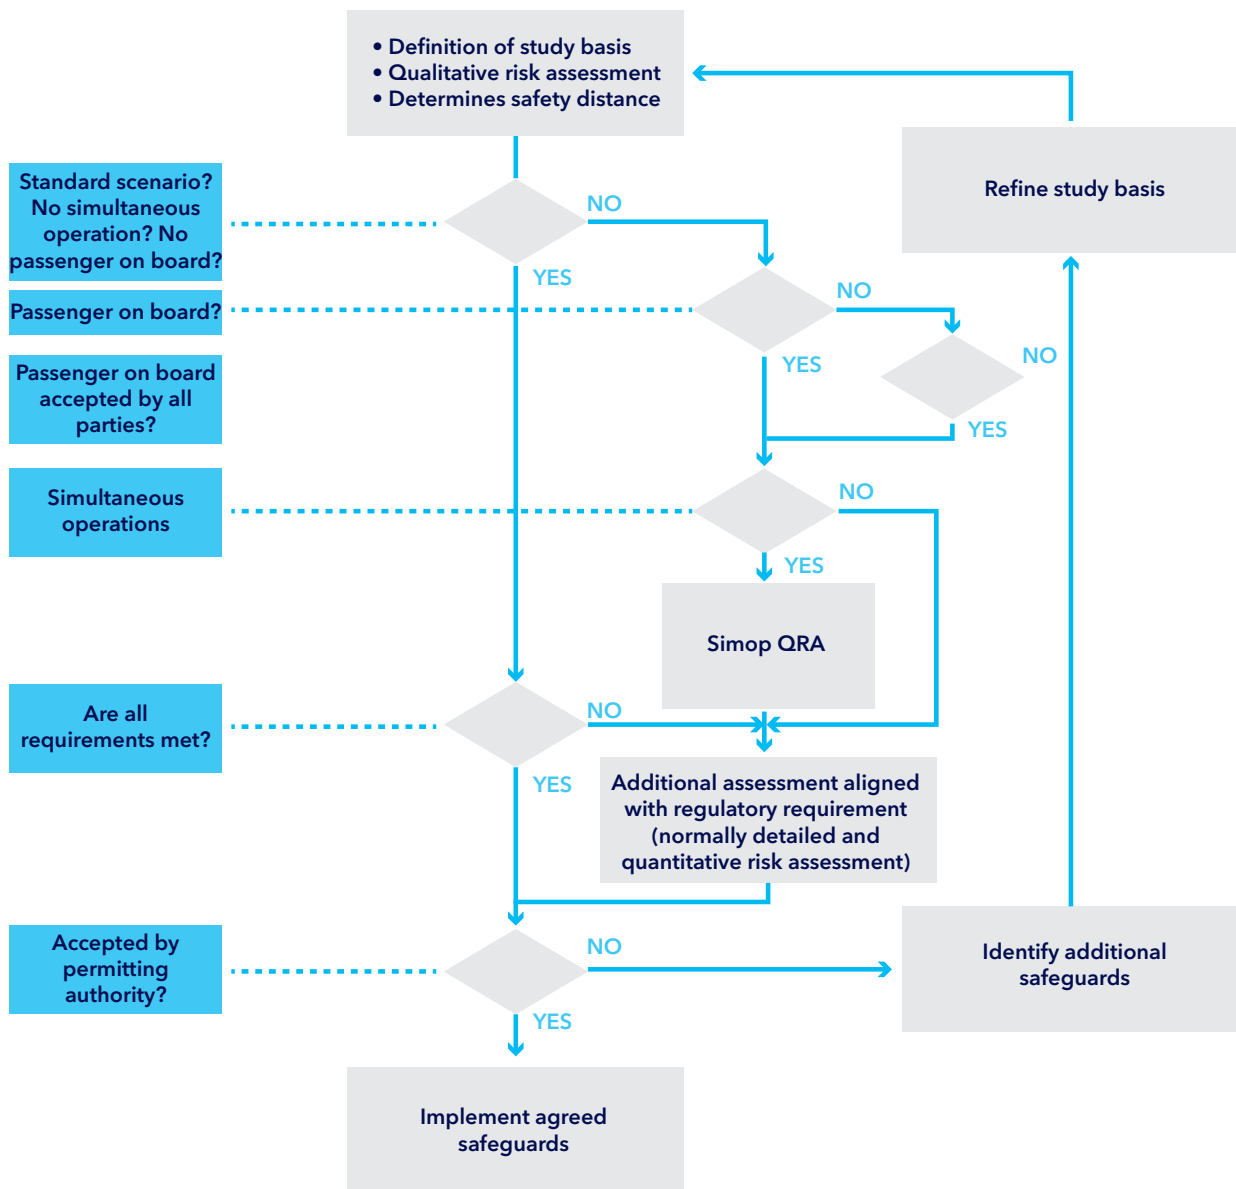 • Definition of study basis
• Qualitative risk assessment
• Determines safety distance
Refine study basis
Standard scenario?
No simultaneous
operation? No
passenger on board?
NO
YES
Passenger on board?
NO
YES
Passenger on board
accepted by all
parties?
NO
YES
Simultaneous
operations
NO
YES
Simop QRA
Are all
requirements met?
NO
YES
Additional assessment aligned
with regulatory requirement
(normally detailed and
quantitative risk assessment)
Accepted by
permitting
authority?
NO
YES
Identify additional
safeguards
Implement agreed
safeguards